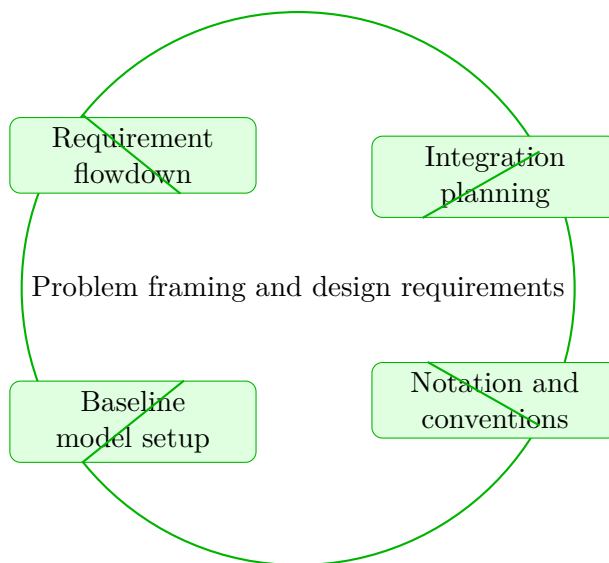 Requirement
flowdown
Integration
planning
Problem framing and design requirements
Baseline
model setup
Notation and
conventions